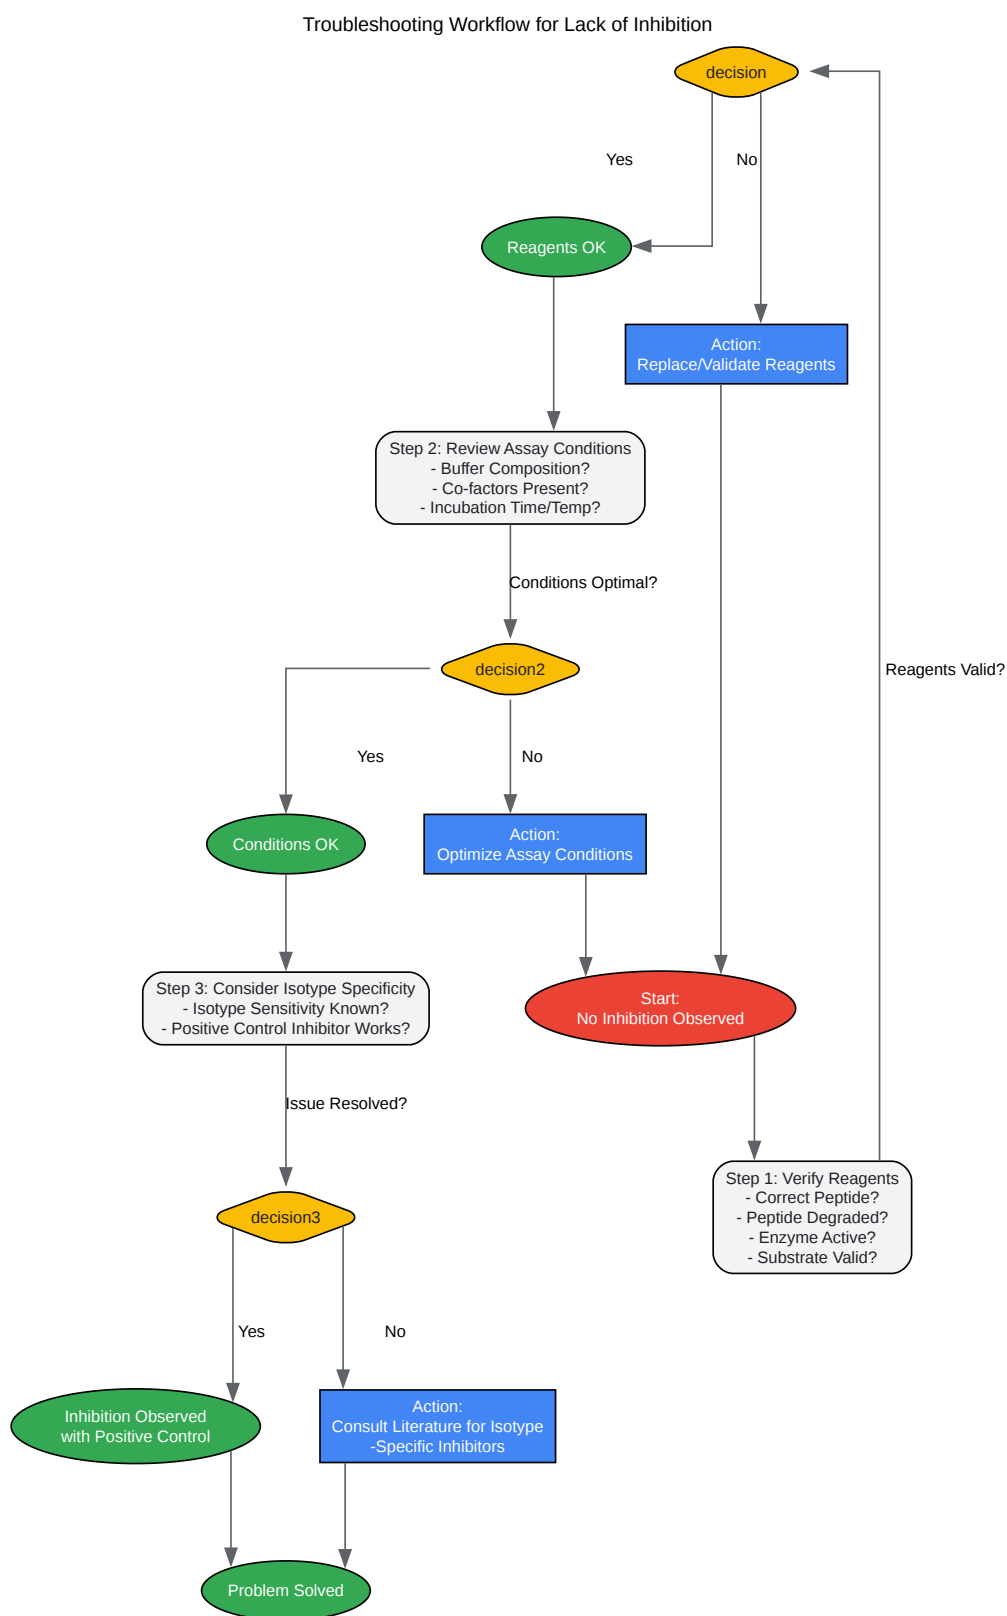 Troubleshooting Workflow for Lack of Inhibition
decision
Yes
No
Reagents OK
Action:
Replace/Validate Reagents
Step 2: Review Assay Conditions
- Buffer Composition?
- Co-factors Present?
- Incubation Time/Temp?
Conditions Optimal?
decision2
Reagents Valid?
Yes
No
Conditions OK
Action:
Optimize Assay Conditions
Step 3: Consider Isotype Specificity
- Isotype Sensitivity Known?
- Positive Control Inhibitor Works?
Start:
No Inhibition Observed
Issue Resolved?
Step 1: Verify Reagents
- Correct Peptide?
- Peptide Degraded?
- Enzyme Active?
- Substrate Valid?
decision3
Yes
No
Inhibition Observed
with Positive Control
Action:
Consult Literature for Isotype
-Specific Inhibitors
Problem Solved